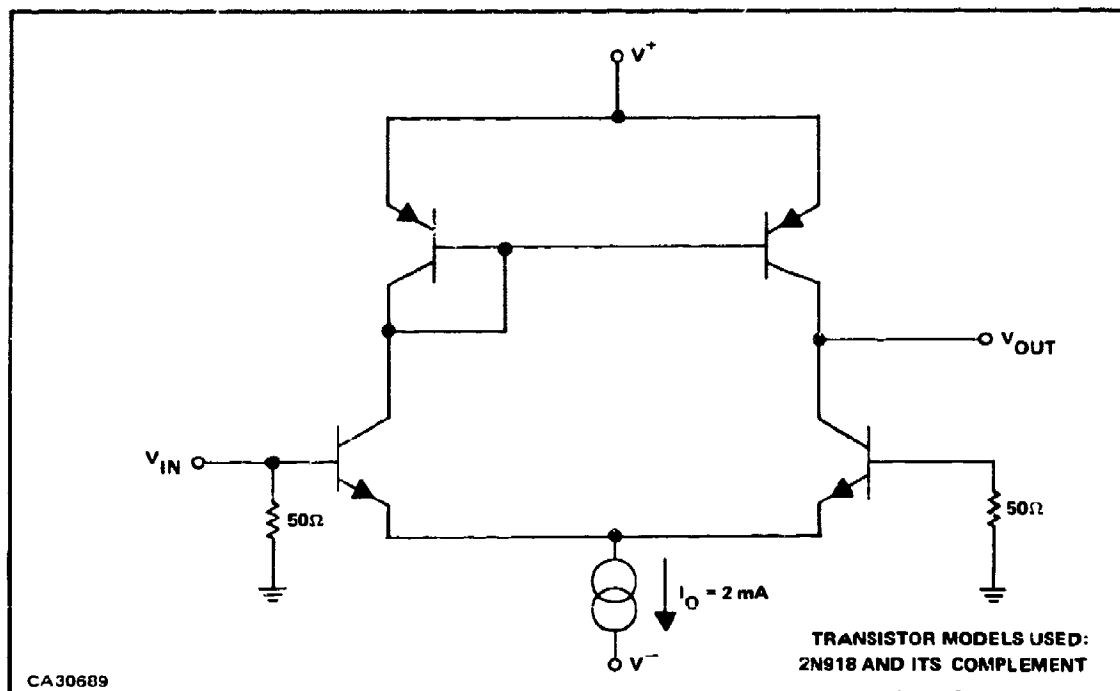 V+
VOUT
VIN
50Ω
50Ω
IO = 2 mA
V−
TRANSISTOR MODELS USED:
2N918 AND ITS COMPLEMENT
CA30689